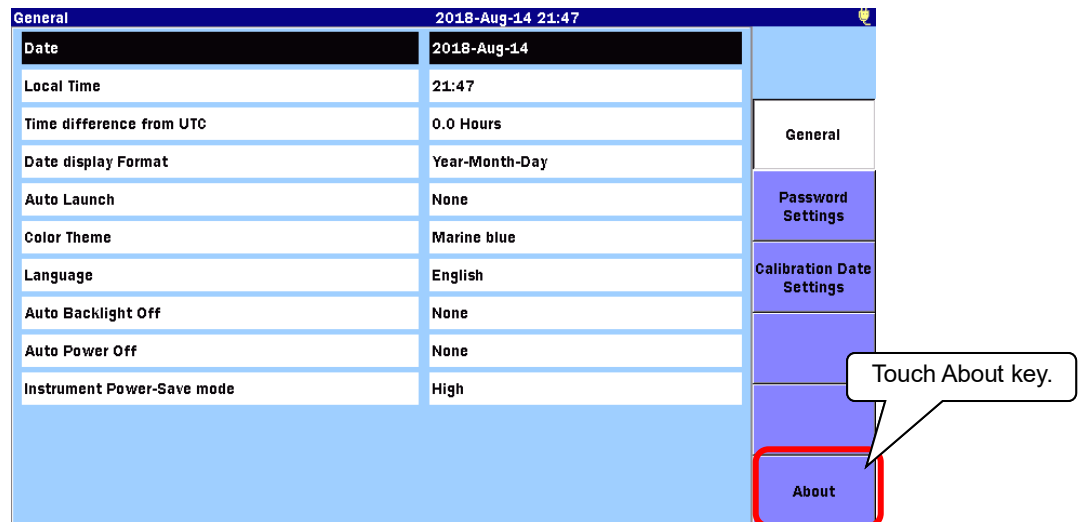 General 2018-Aug-14 21:47
Date 2018-Aug-14
Local Time 21:47
Time difference from UTC 0.0 Hours
Date display Format Year-Month-Day
Auto Launch None
Color Theme Marine blue
Language English
Auto Backlight Off None
Auto Power Off None
Instrument Power-Save mode High
General
Password
Settings
Calibration Date
Settings
Touch About key.
About